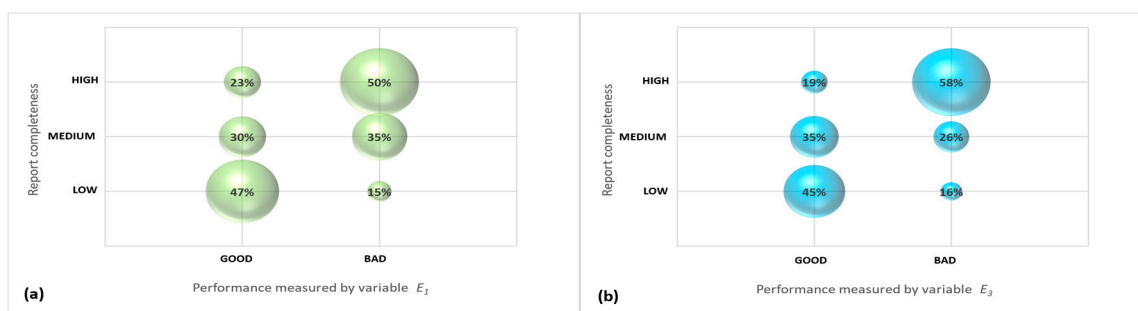 HIGH
23%
50%
MEDIUM
30%
35%
LOW
47%
15%
Report completeness
GOOD
BAD
Performance measured by variable E₁
(a)
HIGH
19%
58%
MEDIUM
35%
26%
LOW
45%
16%
Report completeness
GOOD
BAD
Performance measured by variable E₃
(b)